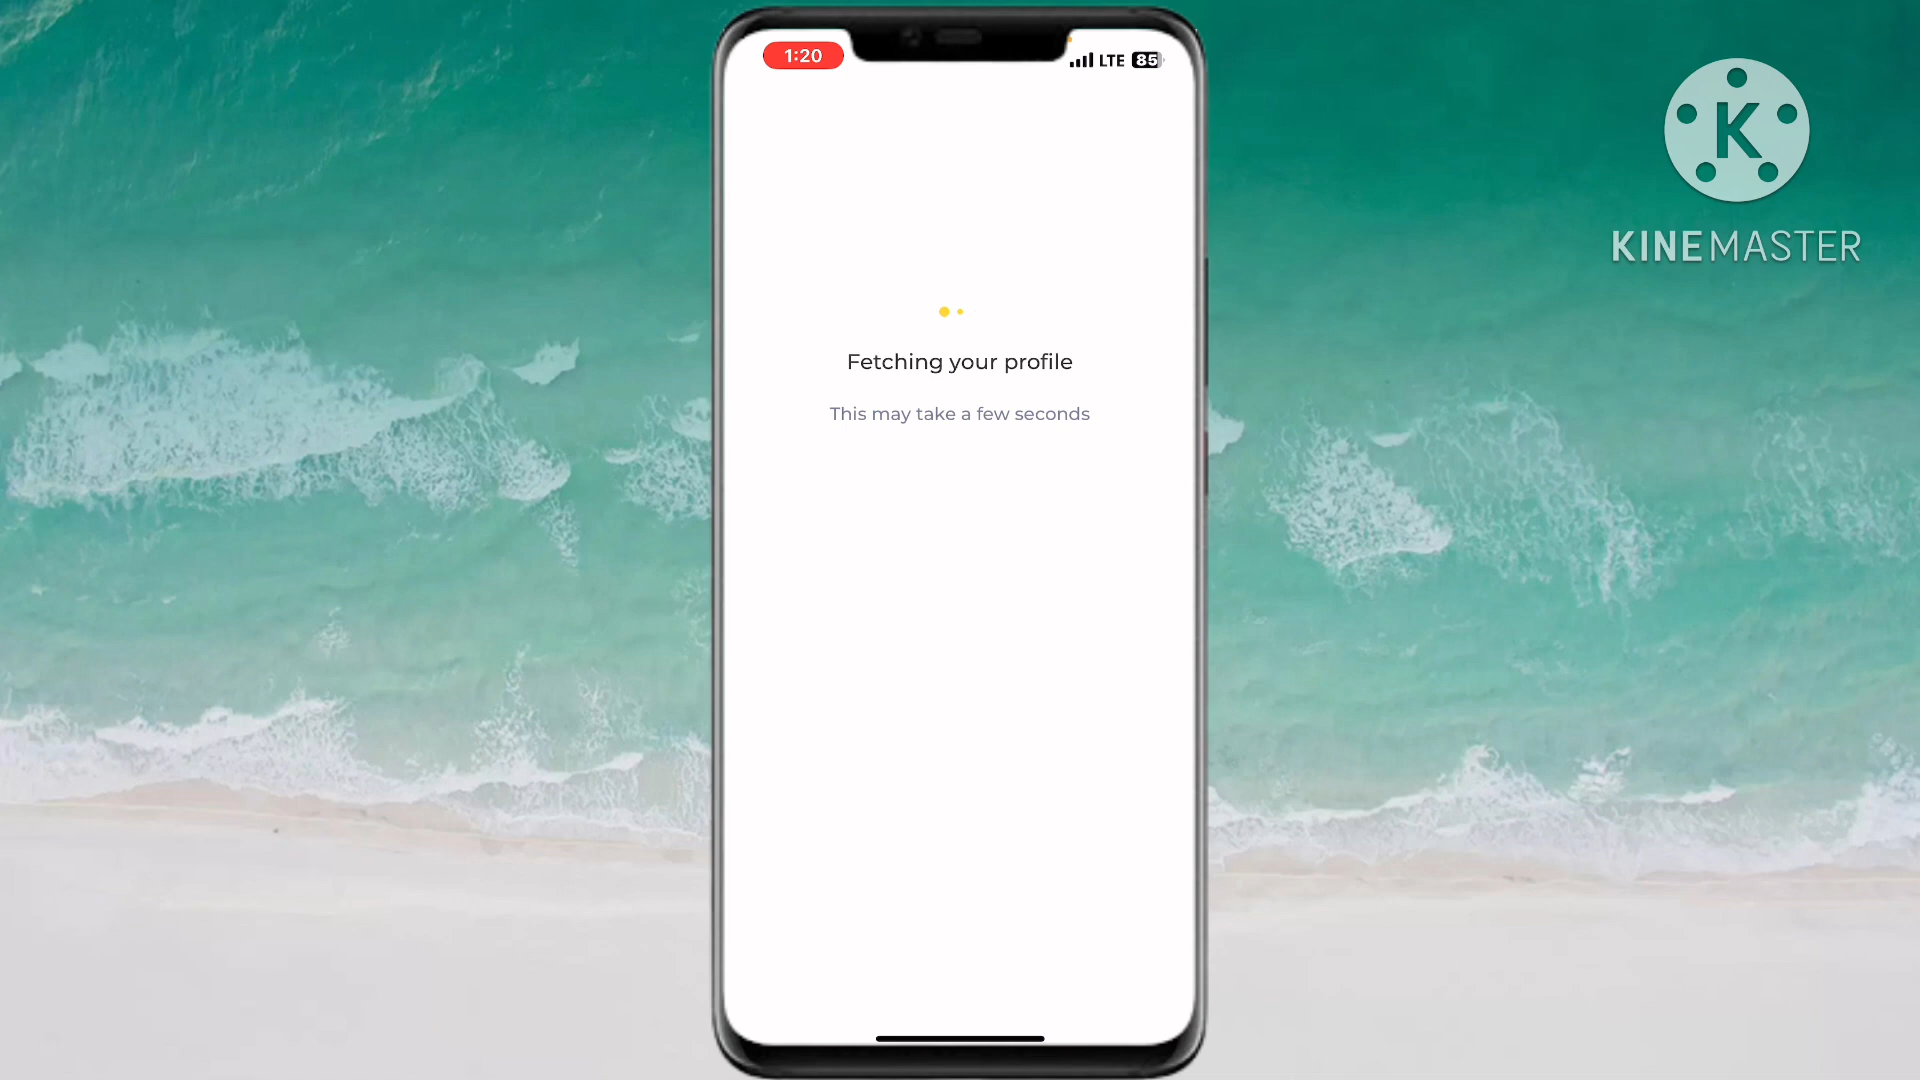 1:20
LTE 85
K
KINEMASTER
Fetching your profile
This may take a few seconds